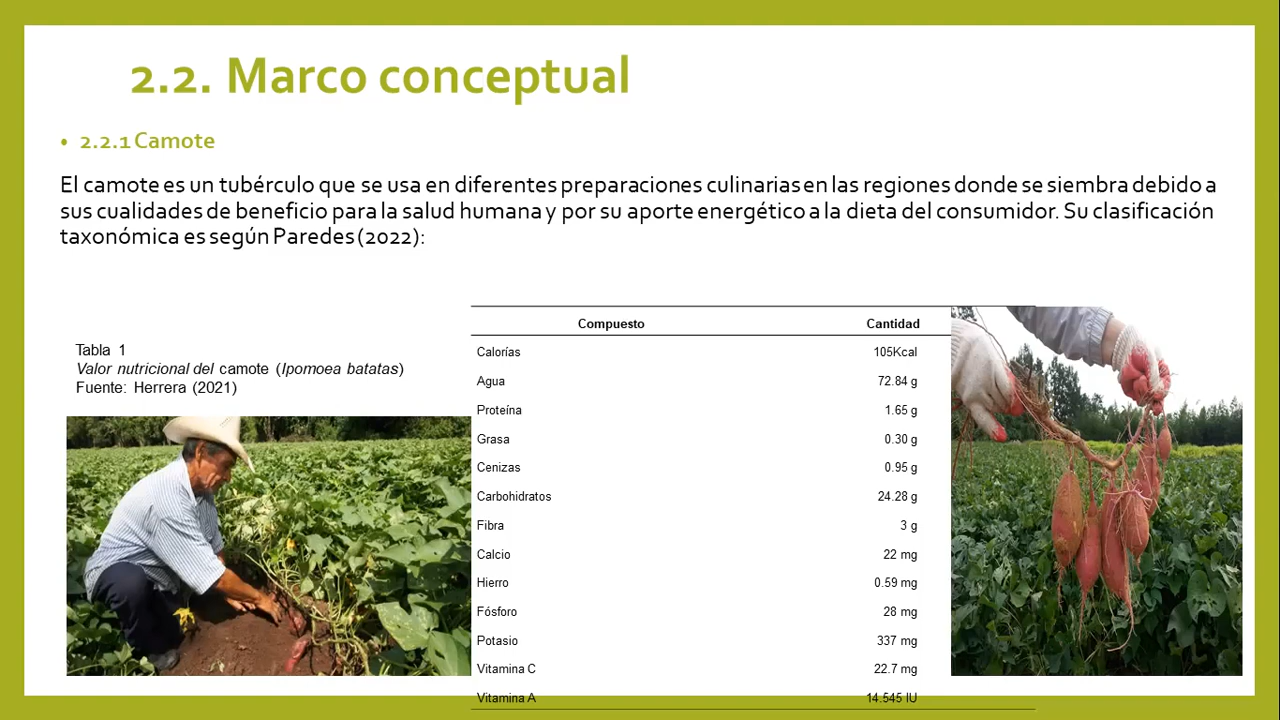 2.2. Marco conceptual
• 2.2.1 Camote
El camote es un tubérculo que se usa en diferentes preparaciones culinarias en las regiones donde se siembra debido a
sus cualidades de beneficio para la salud humana y por su aporte energético a la dieta del consumidor. Su clasificación
taxonómica es según Paredes (2022):
Tabla 1
Valor nutricional del camote (Ipomoea batatas)
Fuente: Herrera (2021)
Compuesto Cantidad
Calorías 105Kcal
Agua 72.84 g
Proteína 1.65 g
Grasa 0.30 g
Cenizas 0.95 g
Carbohidratos 24.28 g
Fibra 3 g
Calcio 22 mg
Hierro 0.59 mg
Fósforo 28 mg
Potasio 337 mg
Vitamina C 22.7 mg
Vitamina A 14.545 IU